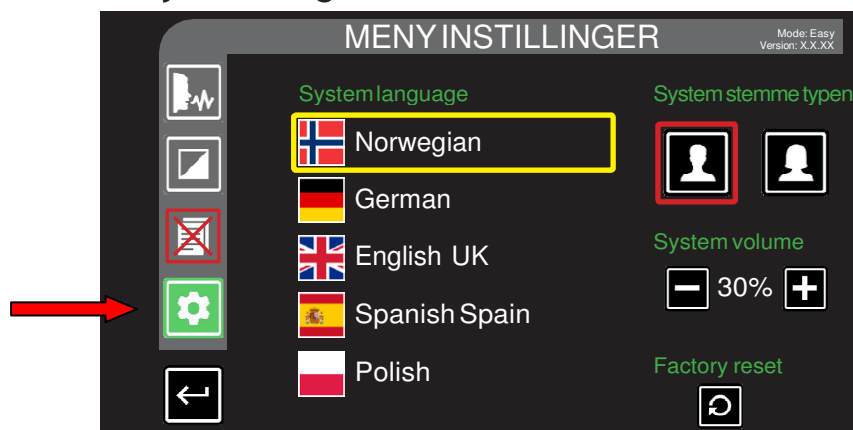 MENY INSTILLINGER
Mode: Easy
Version: X.X.XX
System language
Norwegian
German
English UK
Spanish Spain
Polish
System stemme typen
System volume
30%
Factory reset